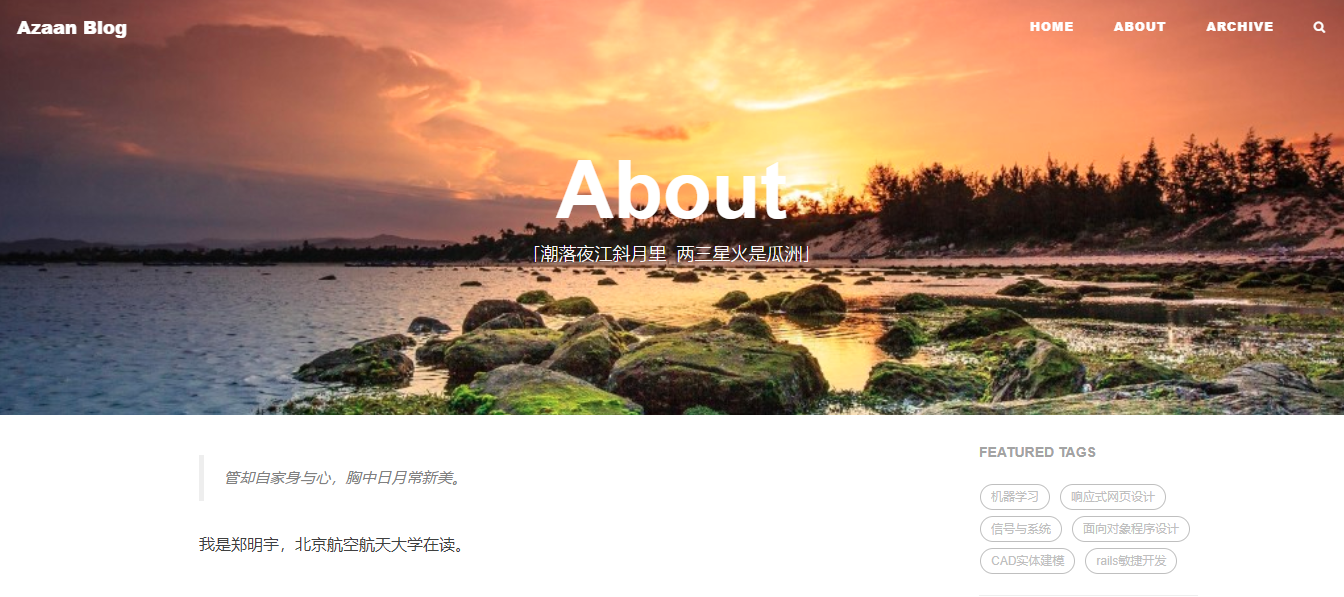 Azaan Blog
HOME ABOUT ARCHIVE
About
「潮落夜江斜月里 两三星火是瓜洲」
管却自家身与心，胸中日月常新美。
我是郑明宇，北京航空航天大学在读。
FEATURED TAGS
机器学习 响应式网页设计
信号与系统 面向对象程序设计
CAD实体建模 rails敏捷开发